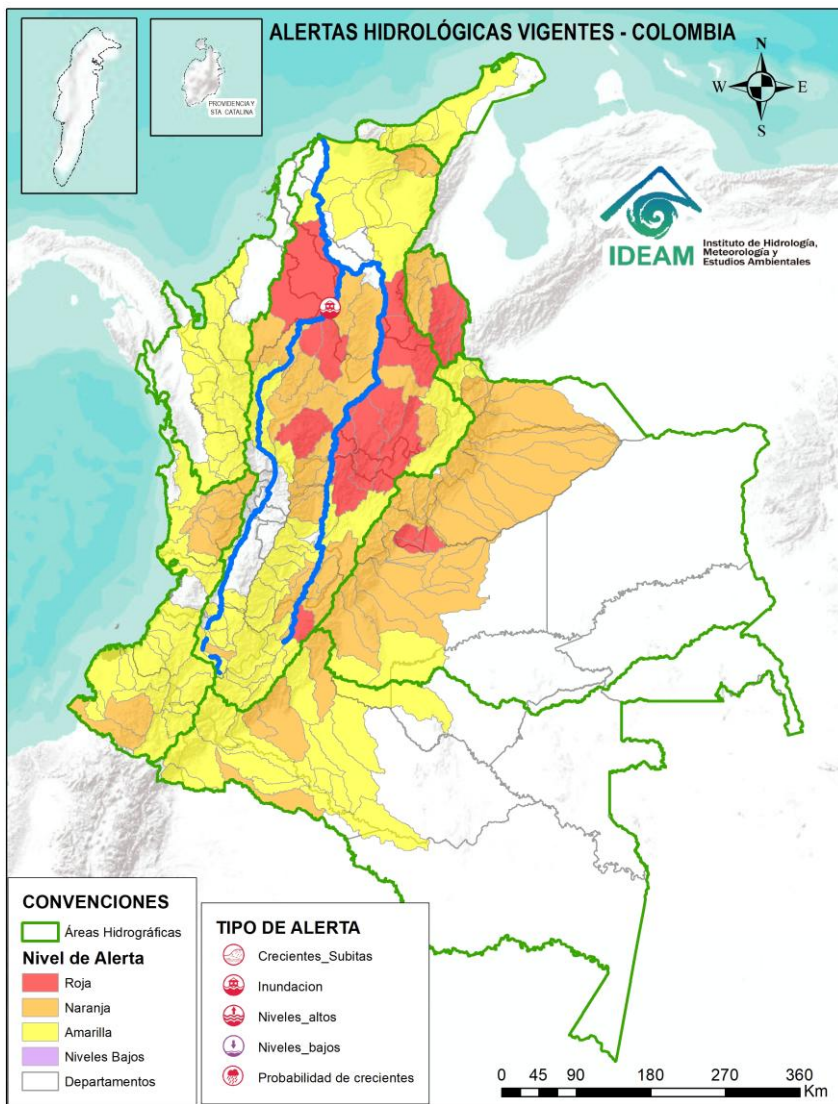 ALERTAS HIDROLÓGICAS VIGENTES - COLOMBIA
PROVIDENCIA Y
STA. CATALINA
N
W
E
S
IDEAM
Instituto de Hidrología,
Meteorología y
Estudios Ambientales
CONVENCIONES
Áreas Hidrográficas
Nivel de Alerta
Roja
Naranja
Amarilla
Niveles Bajos
Departamentos
TIPO DE ALERTA
Crecientes_Subitas
Inundacion
Niveles_altos
Niveles_bajos
Probabilidad de crecientes
0 45 90 180 270 360
Km